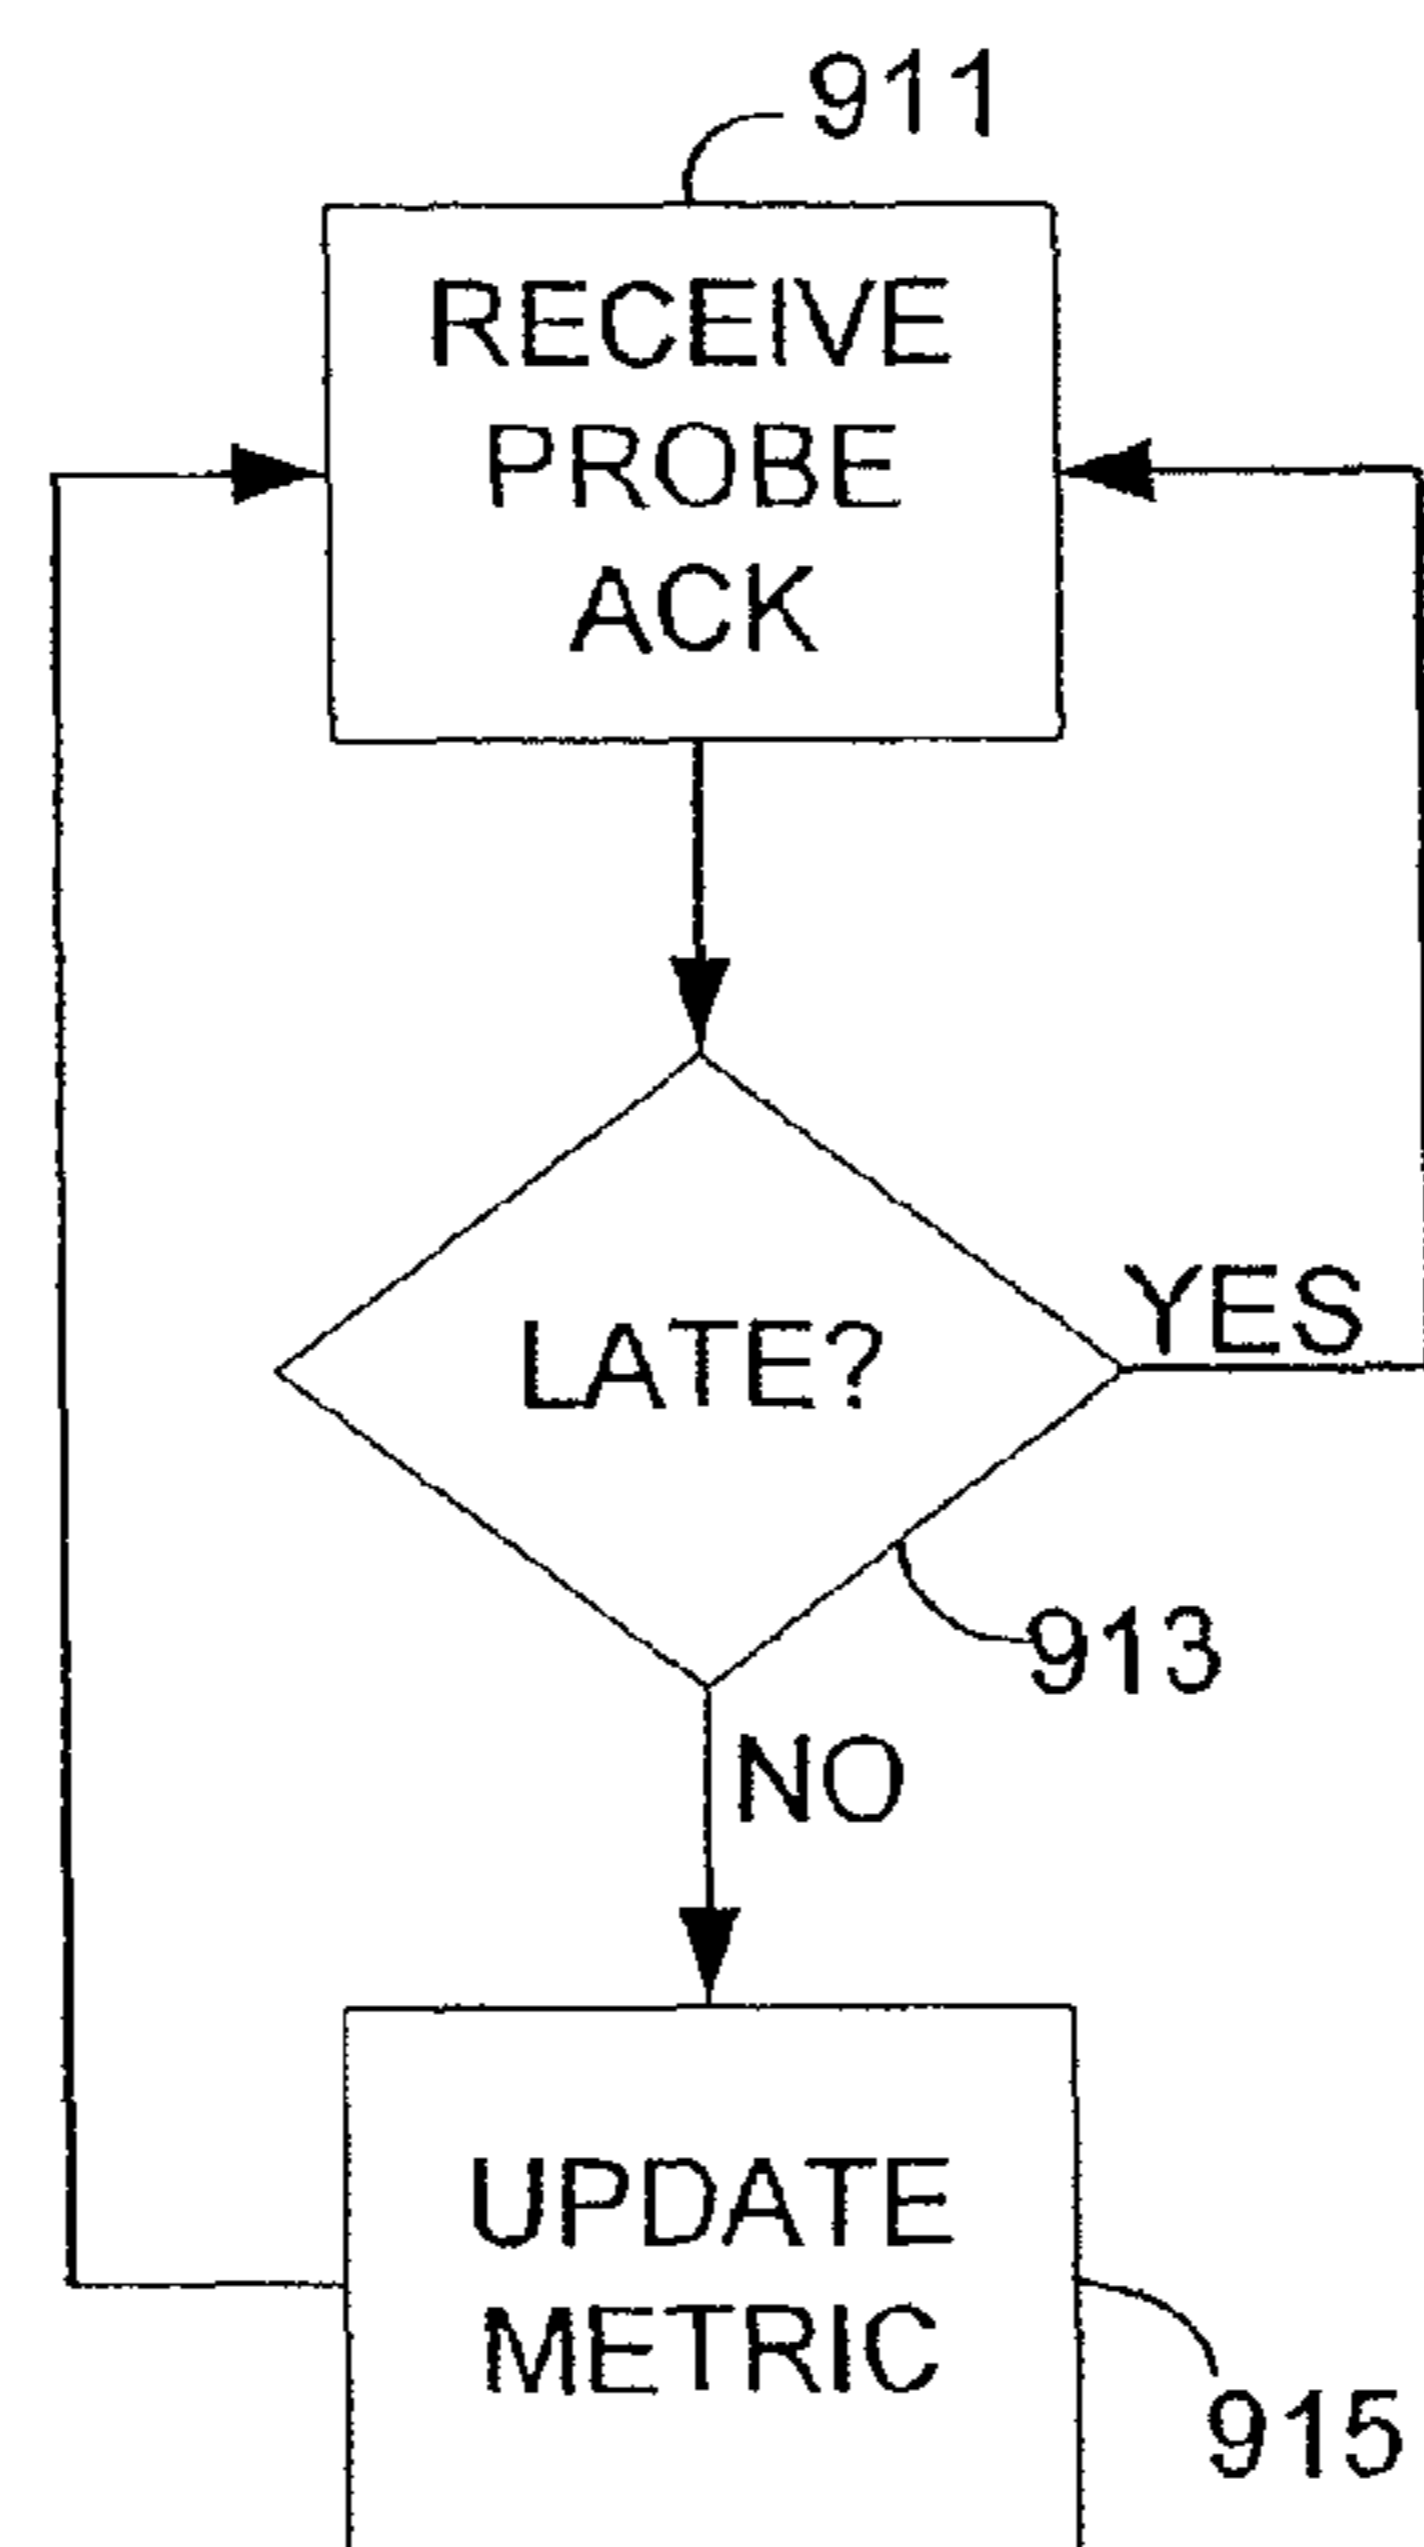 911
RECEIVE
PROBE
ACK
LATE?
YES
913
NO
UPDATE
METRIC
915